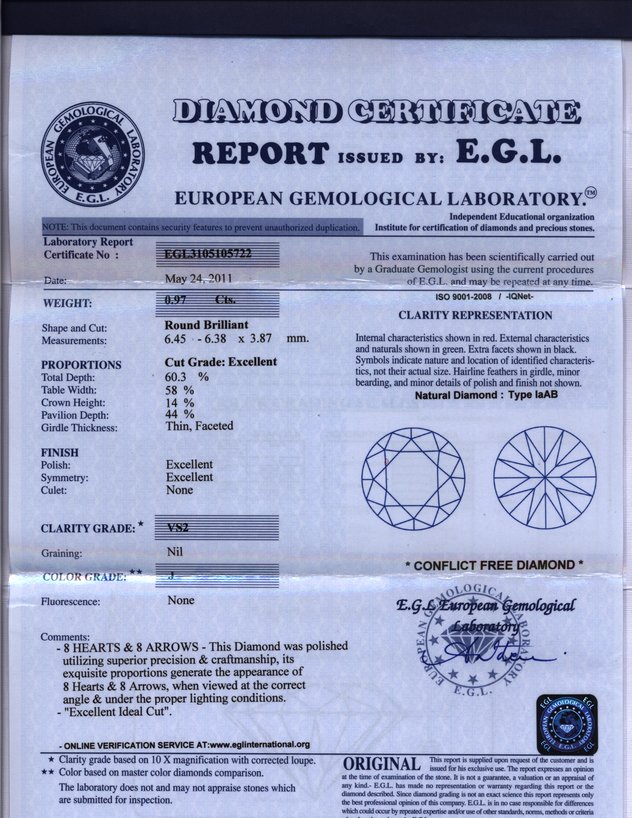 EUROPEAN GEMOLOGICAL LABORATORY
E.G.L.
DIAMOND CERTIFICATE
REPORT ISSUED BY: E.G.L.
EUROPEAN GEMOLOGICAL LABORATORY.™
Independent Educational organization
Institute for certification of diamonds and precious stones.
NOTE: This document contains security features to prevent unauthorized duplication.
Laboratory Report
Certificate No : EGL3105105722
Date: May 24, 2011
WEIGHT: 0.97 Cts.
Shape and Cut: Round Brilliant
Measurements: 6.45 - 6.38 x 3.87 mm.
PROPORTIONS Cut Grade: Excellent
Total Depth: 60.3 %
Table Width: 58 %
Crown Height: 14 %
Pavilion Depth: 44 %
Girdle Thickness: Thin, Faceted
FINISH
Polish: Excellent
Symmetry: Excellent
Culet: None
CLARITY GRADE: * VS2
Graining: Nil
COLOR GRADE: ** J
Fluorescence: None
Comments:
- 8 HEARTS & 8 ARROWS - This Diamond was polished
utilizing superior precision & craftmanship, its
exquisite proportions generate the appearance of
8 Hearts & 8 Arrows, when viewed at the correct
angle & under the proper lighting conditions.
- "Excellent Ideal Cut".
- ONLINE VERIFICATION SERVICE AT:www.eglinternational.org
* Clarity grade based on 10 X magnification with corrected loupe.
** Color based on master color diamonds comparison.
The laboratory does not and may not appraise stones which
are submitted for inspection.
This examination has been scientifically carried out
by a Graduate Gemologist using the current procedures
of E.G.L. and may be repeated at any time.
ISO 9001-2008 / -IQNet-
CLARITY REPRESENTATION
Internal characteristics shown in red. External characteristics
and naturals shown in green. Extra facets shown in black.
Symbols indicate nature and location of identified characteris-
tics, not their actual size. Hairline feathers in girdle, minor
bearding, and minor details of polish and finish not shown.
Natural Diamond : Type IaAB
* CONFLICT FREE DIAMOND *
E.G.L European Gemological
Laboratory
EUROPEAN GEMOLOGICAL LABORATORY
E.G.L.
EGL EGL
E.G.L
EGL EGL
ORIGINAL This report is supplied upon request of the customer and is
issued for his exclusive use. The report expresses an opinion
at the time of examination of the stone. It is not a guarantee, a valuation or an appraisal of
any kind.- E.G.L. has made no representation or warranty regarding this report or the
diamond described. Since diamond grading is not an exact science this report represents only
the best professional opinion of this company. E.G.L. is in no case responsible for differences
which could occur by repeated expertise and/or use of other standards, norms, methods or criteria